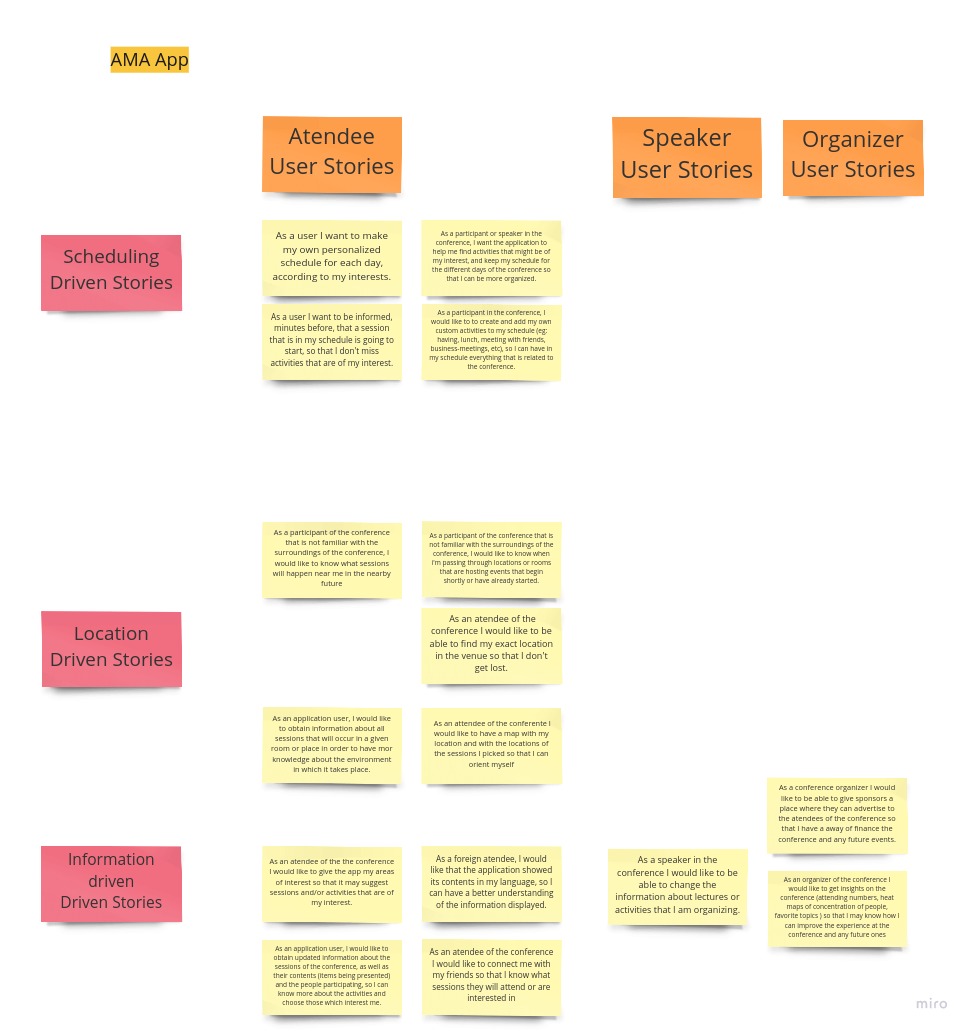 AMA App
Atendee
User Stories
Speaker
User Stories
Organizer
User Stories
Scheduling
Driven Stories
As a user I want to make
my own personalized
schedule for each day,
according to my interests.
As a participant or speaker in the
conference, I want the application to
help me find activities that might be of
my interest, and keep my schedule for
the different days of the conference so
that I can be more organized.
As a user I want to be informed,
minutes before, that a session
that is in my schedule is going to
start, so that I don't miss
activities that are of my interest.
As a participant in the conference, I
would like to to create and add my own
custom activities to my schedule (eg:
having, lunch, meeting with friends,
business-meetings, etc), so I can have in
my schedule everything that is related to
the conference.
As a participant of the conference
that is not familiar with the
surroundings of the conference, I
would like to know what sessions
will happen near me in the nearby
future
As a participant of the conference that is
not familiar with the surroundings of the
conference, I would like to know when
i'm passing through locations or rooms
that are hosting events that begin
shortly or have already started.
Location
Driven Stories
As an atendee of the
conference I would like to be
able to find my exact location
in the venue so that I don't
get lost.
As an application user, I would like
to obtain information about all
sessions that will occur in a given
room or place in order to have mor
knowledge about the environment
in which it takes place.
As an attendee of the conferente I
would like to have a map with my
location and with the locations of
the sessions I picked so that I can
orient myself
As a conference organizer I would
like to be able to give sponsors a
place where they can advertise to
the atendees of the conference so
that I have a away of finance the
conference and any future events.
Information
driven
Driven Stories
As an atendee of the the conference
I would like to give the app my areas
of interest so that it may suggest
sessions and/or activities that are of
my interest.
As a foreign atendee, I would
like that the application showed
its contents in my language, so I
can have a better understanding
of the information displayed.
As a speaker in the
conference I would like to be
able to change the
information about lectures or
activities that I am organizing.
As an organizer of the conference I
would like to get insights on the
conference (attending numbers, heat
maps of concentration of people,
favorite topics ) so that I may know how I
can improve the experience at the
conference and any future ones
As an application user, I would like to
obtain updated information about the
sessions of the conference, as well as
their contents (items being presented)
and the people participating, so I can
know more about the activities and
choose those which interest me.
As an atendee of the conference
I would like to connect me with
my friends so that I know what
sessions they will attend or are
interested in
miro